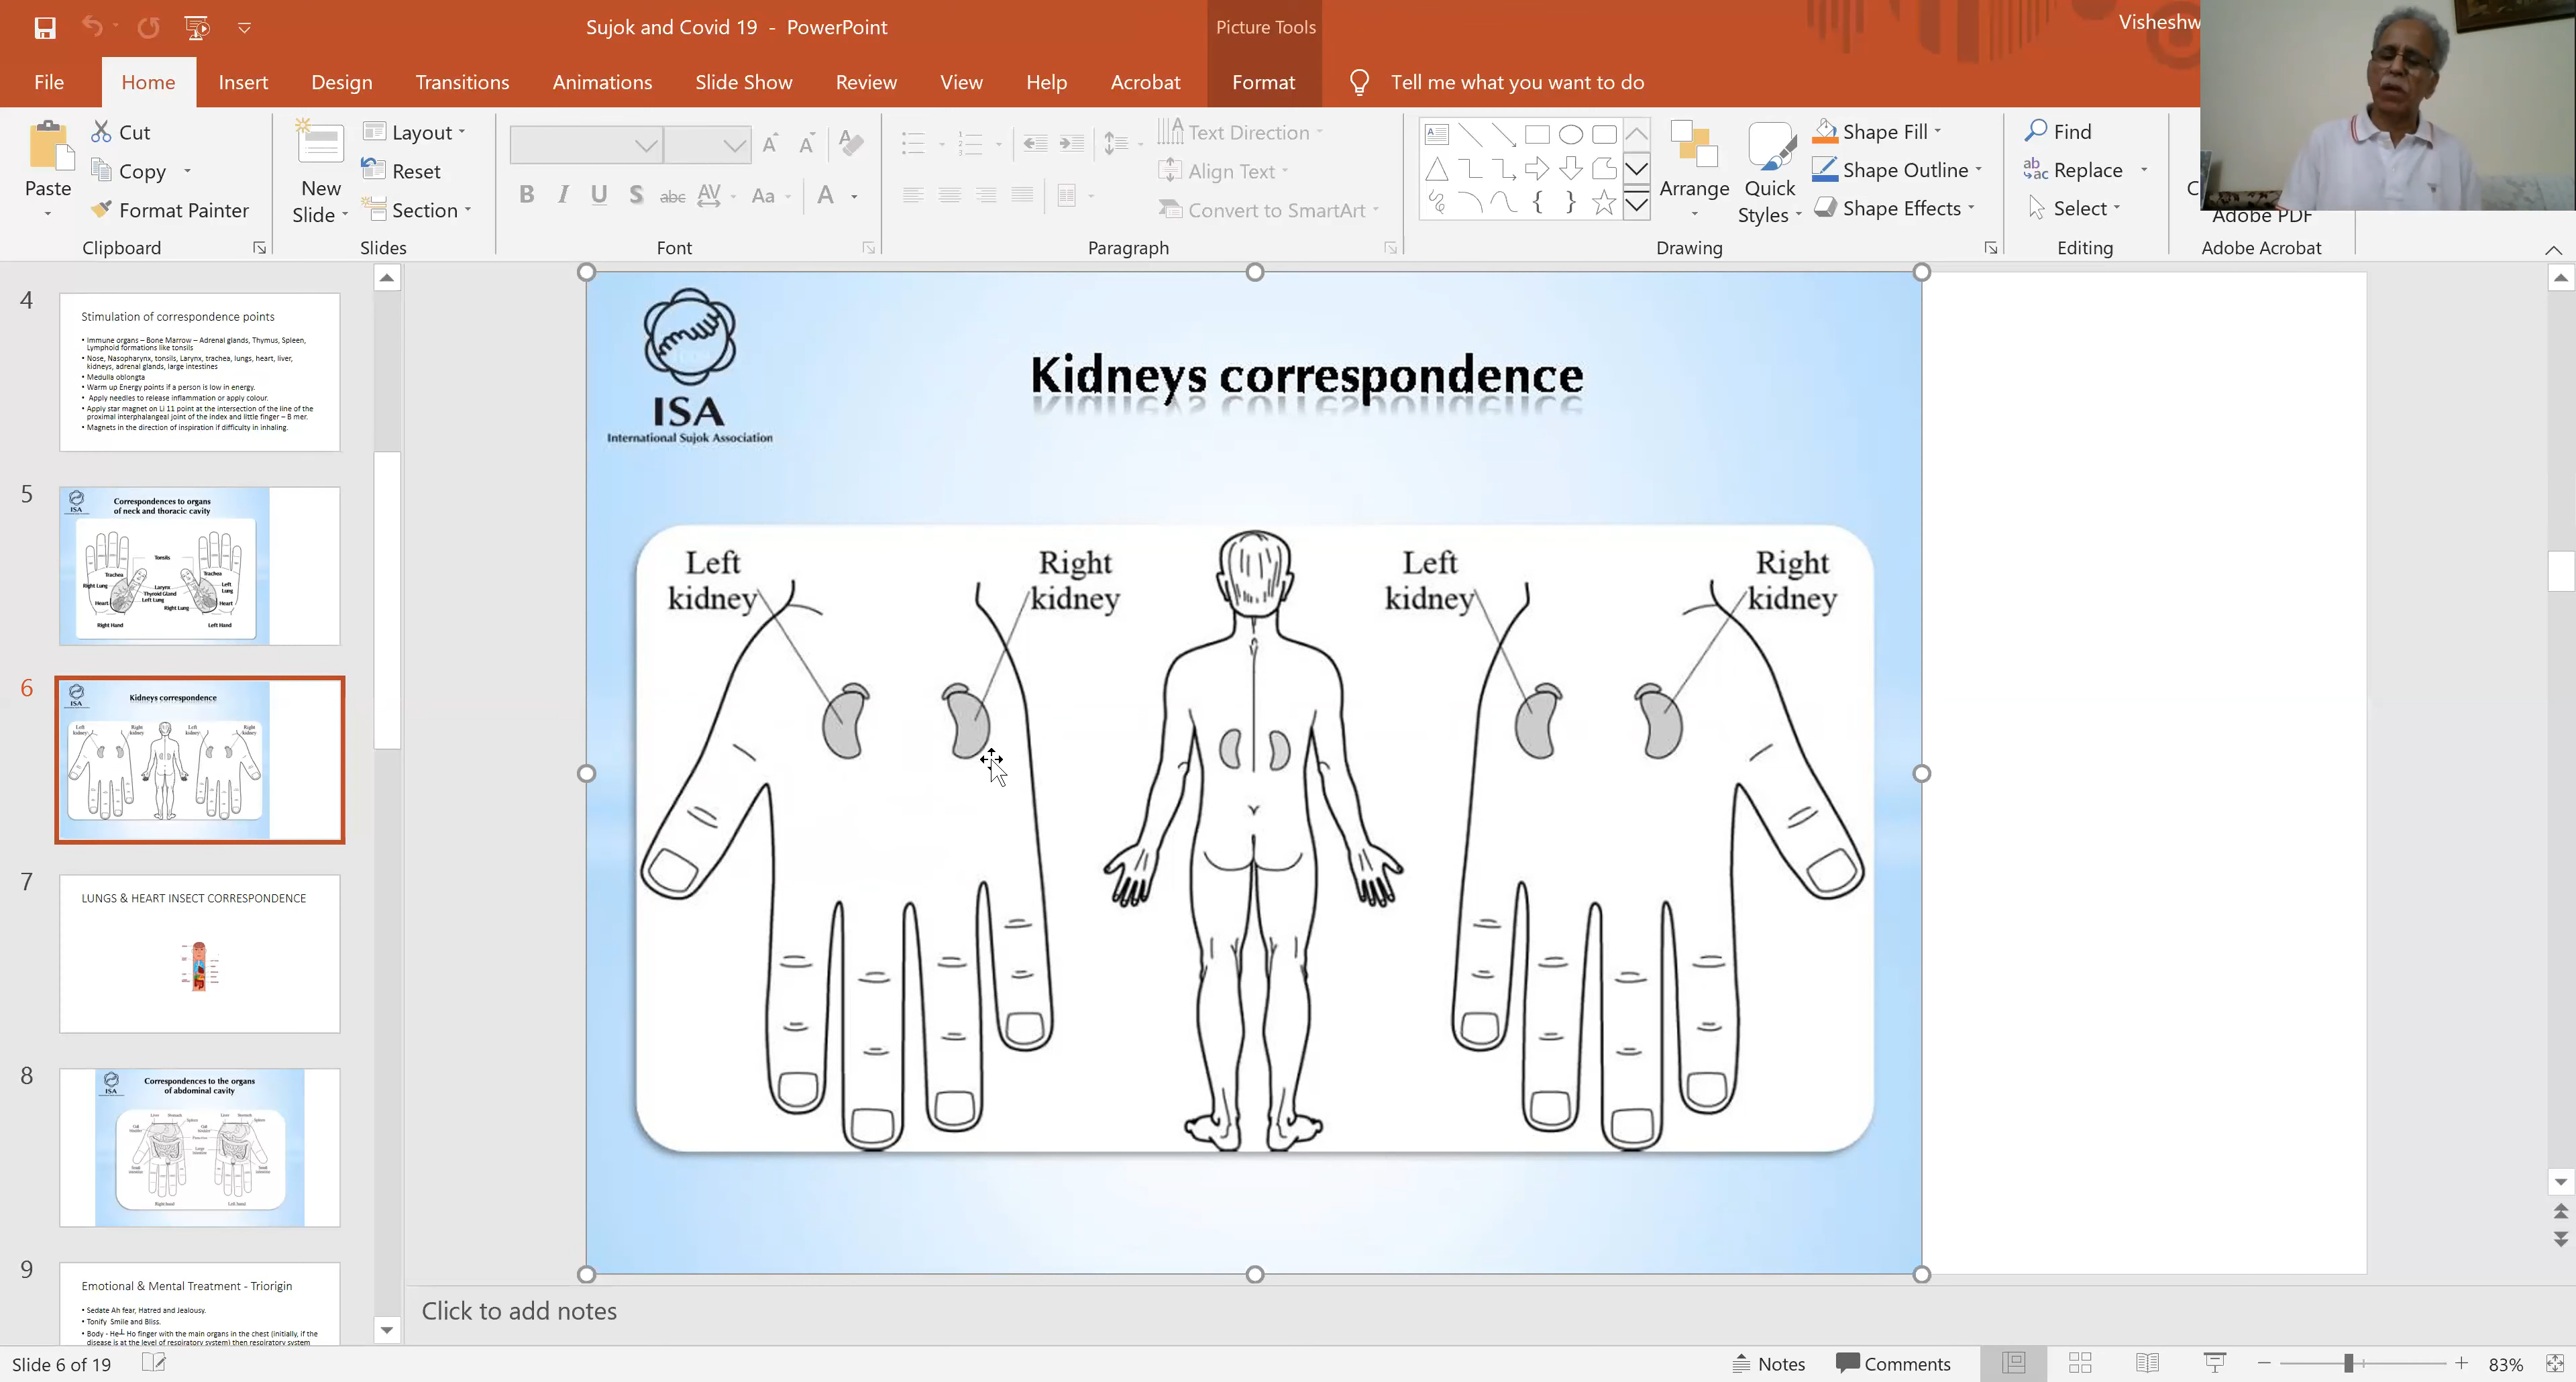 Sujok and Covid 19 - PowerPoint
Picture Tools
Visheshw
File Home Insert Design Transitions Animations Slide Show Review View Help Acrobat Format Tell me what you want to do
Paste
Cut
Copy
Format Painter
Clipboard
New
Slide
Layout
Reset
Section
Slides
Font
Text Direction
Align Text
Convert to SmartArt
Paragraph
Arrange
Quick
Styles
Shape Fill
Shape Outline
Shape Effects
Drawing
Find
Replace
Select
Editing
C
Adobe PDF
Adobe Acrobat
4
Stimulation of correspondence points
• Immune organs – Bone Marrow – Adrenal glands, Thymus, Spleen,
Lymphoid formations like tonsils
• Nose, Nasopharynx, tonsils, Larynx, trachea, lungs, heart, liver,
kidneys, adrenal glands, large intestines
• Medulla oblongta
• Warm up Energy points if a person is low in energy.
• Apply needles to release inflammation or apply colour.
• Apply star magnet on Li 11 point at the intersection of the line of the
proximal interphalangeal joint of the index and little finger – B mer.
• Magnets in the direction of inspiration if difficulty in inhaling.
5
ISA
Correspondences to organs
of neck and thoracic cavity
Tonsils
Trachea
Trachea
Right Lung
Larynx
Thyroid Gland
Left Lung
Left
Lung
Heart
Right Lung
Heart
Right Hand
Left Hand
6
Kidneys correspondence
Left
kidney
Right
kidney
Left
kidney
Right
kidney
7
LUNGS & HEART INSECT CORRESPONDENCE
8
ISA
Correspondences to the organs
of abdominal cavity
Liver Stomach
Spleen
Liver Stomach
Spleen
Large
intestine
Small
intestine
Small
intestine
Right hand
Left hand
9
Emotional & Mental Treatment - Triorigin
• Sedate Ah fear, Hatred and Jealousy.
• Tonify Smile and Bliss.
• Body - He Ho finger with the main organs in the chest (initially, if the
disease is at the level of respiratory system) then respiratory system
ISA
International Sujok Association
Kidneys correspondence
Left
kidney
Right
kidney
Left
kidney
Right
kidney
Click to add notes
Slide 6 of 19
Notes
Comments
83%